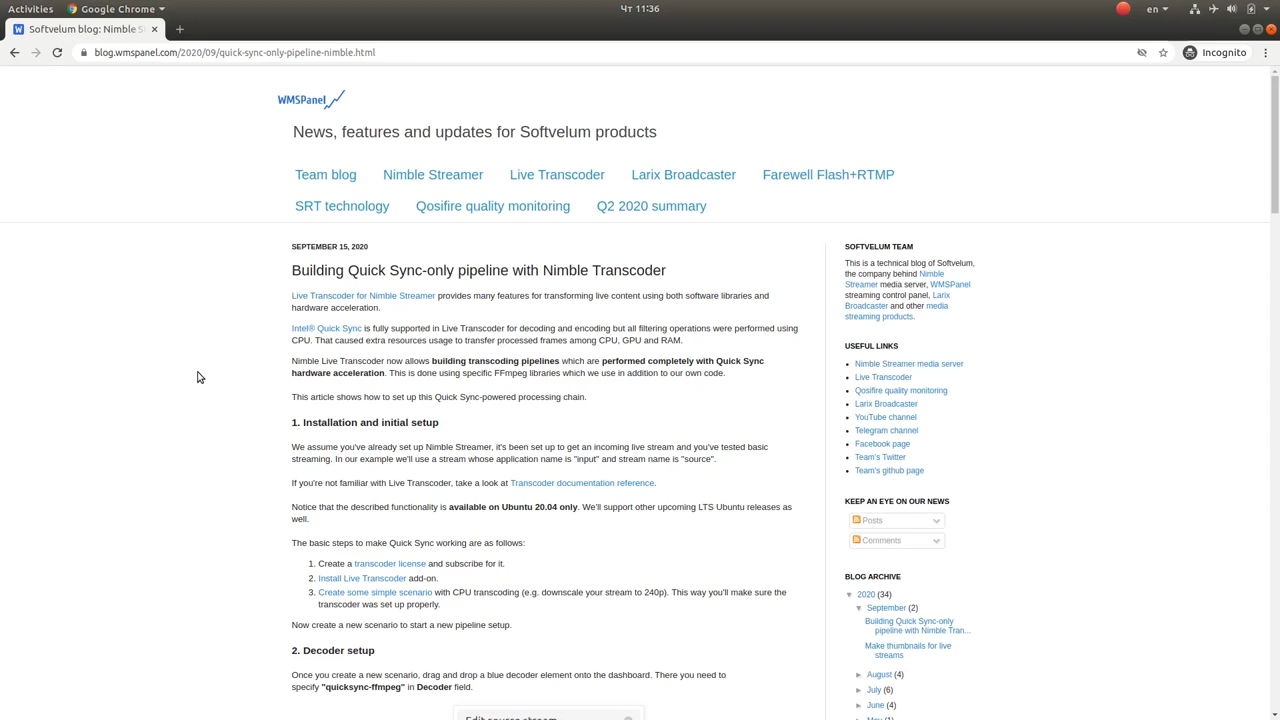 Activities Google Chrome Чт 11:36 en
Softvelum blog: Nimble S
blog.wmspanel.com/2020/09/quick-sync-only-pipeline-nimble.html Incognito
WMSPanel
News, features and updates for Softvelum products
Team blog Nimble Streamer Live Transcoder Larix Broadcaster Farewell Flash+RTMP
SRT technology Qosifire quality monitoring Q2 2020 summary
SEPTEMBER 15, 2020
Building Quick Sync-only pipeline with Nimble Transcoder
Live Transcoder for Nimble Streamer provides many features for transforming live content using both software libraries and
hardware acceleration.
Intel® Quick Sync is fully supported in Live Transcoder for decoding and encoding but all filtering operations were performed using
CPU. That caused extra resources usage to transfer processed frames among CPU, GPU and RAM.
Nimble Live Transcoder now allows building transcoding pipelines which are performed completely with Quick Sync
hardware acceleration. This is done using specific FFmpeg libraries which we use in addition to our own code.
This article shows how to set up this Quick Sync-powered processing chain.
1. Installation and initial setup
We assume you've already set up Nimble Streamer, it's been set up to get an incoming live stream and you've tested basic
streaming. In our example we'll use a stream whose application name is "input" and stream name is "source".
If you're not familiar with Live Transcoder, take a look at Transcoder documentation reference.
Notice that the described functionality is available on Ubuntu 20.04 only. We'll support other upcoming LTS Ubuntu releases as
well.
The basic steps to make Quick Sync working are as follows:
1. Create a transcoder license and subscribe for it.
2. Install Live Transcoder add-on.
3. Create some simple scenario with CPU transcoding (e.g. downscale your stream to 240p). This way you'll make sure the
transcoder was set up properly.
Now create a new scenario to start a new pipeline setup.
2. Decoder setup
Once you create a new scenario, drag and drop a blue decoder element onto the dashboard. There you need to
specify "quicksync-ffmpeg" in Decoder field.
Edit source stream
SOFTVELUM TEAM
This is a technical blog of Softvelum,
the company behind Nimble
Streamer media server, WMSPanel
streaming control panel, Larix
Broadcaster and other media
streaming products.
USEFUL LINKS
Nimble Streamer media server
Live Transcoder
Qosifire quality monitoring
Larix Broadcaster
YouTube channel
Telegram channel
Facebook page
Team's Twitter
Team's github page
KEEP AN EYE ON OUR NEWS
Posts
Comments
BLOG ARCHIVE
▼ 2020 (34)
▼ September (2)
Building Quick Sync-only
pipeline with Nimble Tran...
Make thumbnails for live
streams
► August (4)
► July (6)
► June (4)
► May (1)